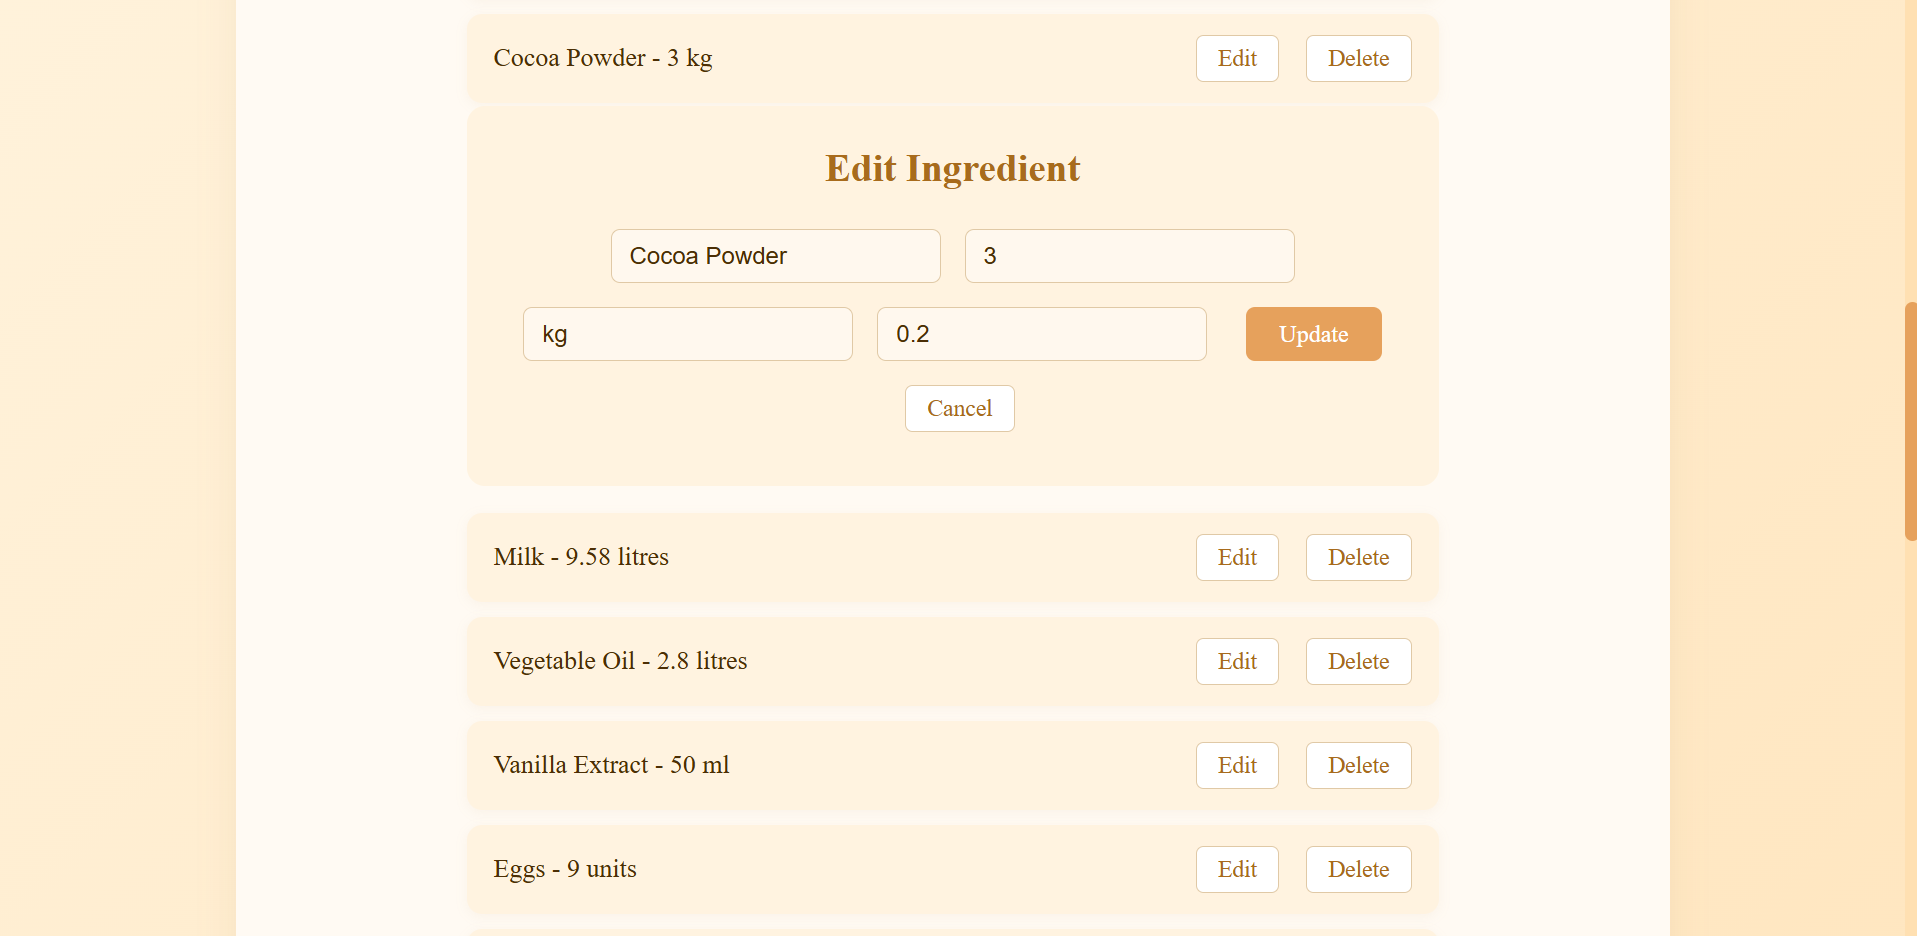 Cocoa Powder - 3 kg Edit Delete
Edit Ingredient
Cocoa Powder 3
kg 0.2 Update
Cancel
Milk - 9.58 litres Edit Delete
Vegetable Oil - 2.8 litres Edit Delete
Vanilla Extract - 50 ml Edit Delete
Eggs - 9 units Edit Delete